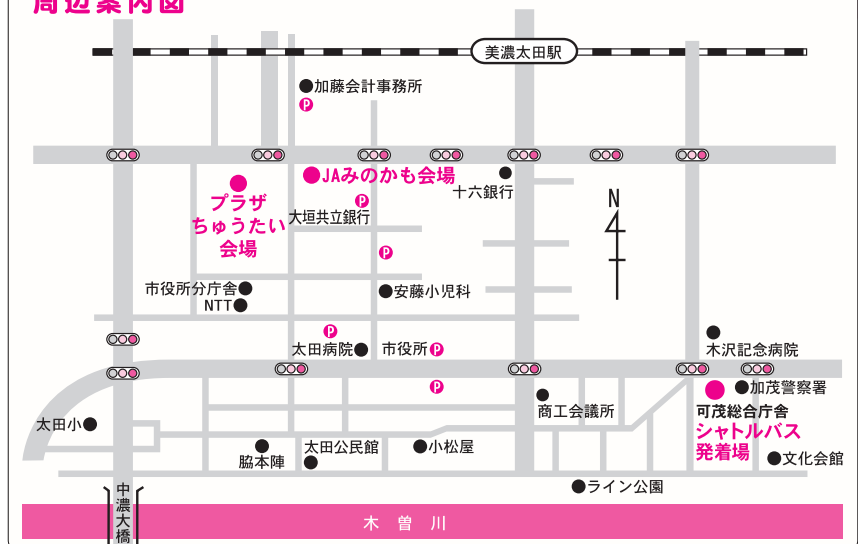 周辺案内図
美濃太田駅
加藤会計事務所
P
JAみのかも会場
十六銀行
N
プラザ
ちゅうたい
会場
P
大垣共立銀行
P
市役所分庁舎
NTT
安藤小児科
P
太田病院
市役所 P
木沢記念病院
P
加茂警察署
商工会議所
可茂総合庁舎
シャトルバス
発着場
太田小
脇本陣
太田公民館
小松屋
文化会館
ライン公園
中濃大橋
木曽川